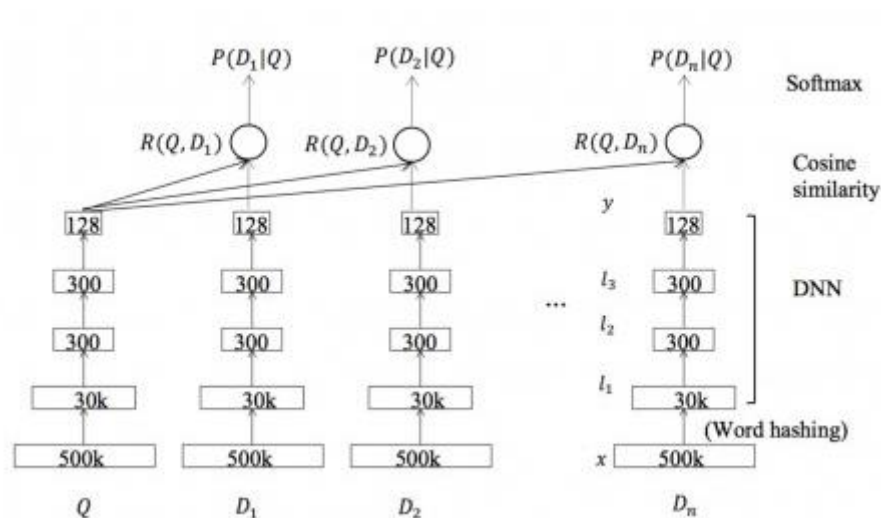 P(D₁|Q) P(D₂|Q) P(Dₙ|Q)
Softmax
R(Q, D₁) R(Q, D₂) R(Q, Dₙ)
Cosine
similarity
y
128 128 128 128
300 300 300 l₃ 300
DNN
...
l₂
300 300 300 300
l₁
30k 30k 30k 30k
(Word hashing)
500k 500k 500k x 500k
Q D₁ D₂ Dₙ